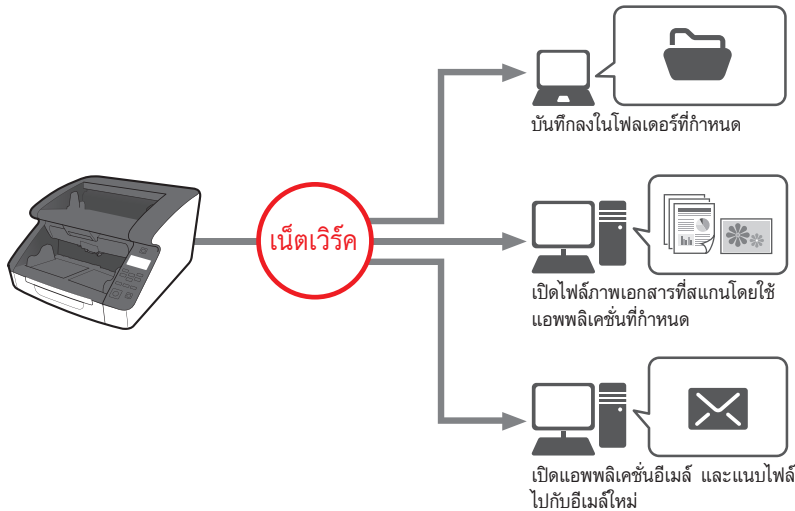 บันทึกลงในโฟลเดอร์ที่กำหนด
เน็ตเวิร์ค
เปิดไฟล์ภาพเอกสารที่สแกนโดยใช้
แอพพลิเคชั่นที่กำหนด
เปิดแอพพลิเคชั่นอีเมล์ และแนบไฟล์
ไปกับอีเมล์ใหม่